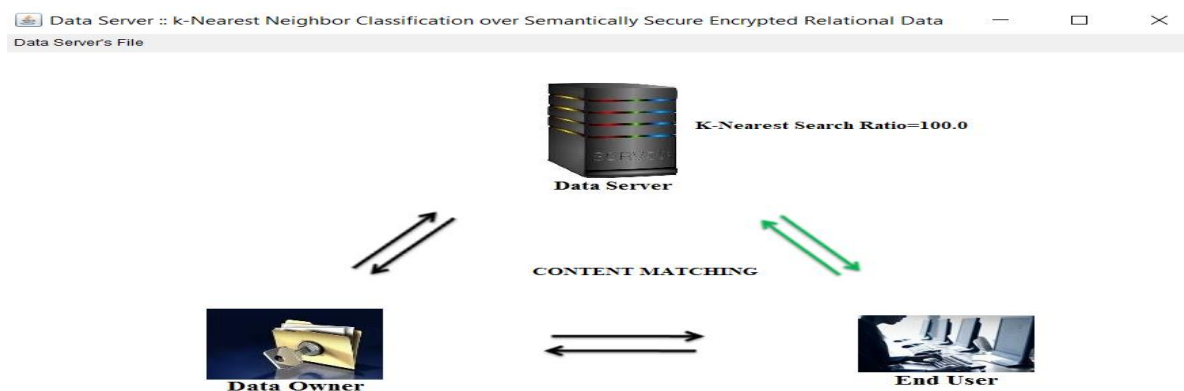 Data Server :: k-Nearest Neighbor Classification over Semantically Secure Encrypted Relational Data
Data Server's File
K-Nearest Search Ratio=100.0
Data Server
CONTENT MATCHING
Data Owner
End User